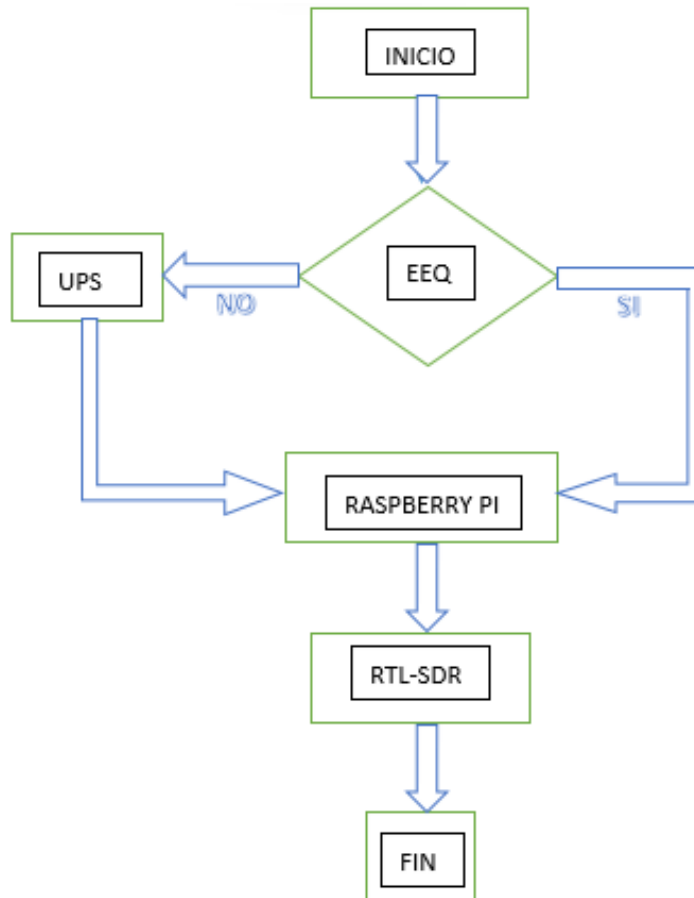 INICIO
EEQ
UPS
NO
SI
RASPBERRY PI
RTL-SDR
FIN